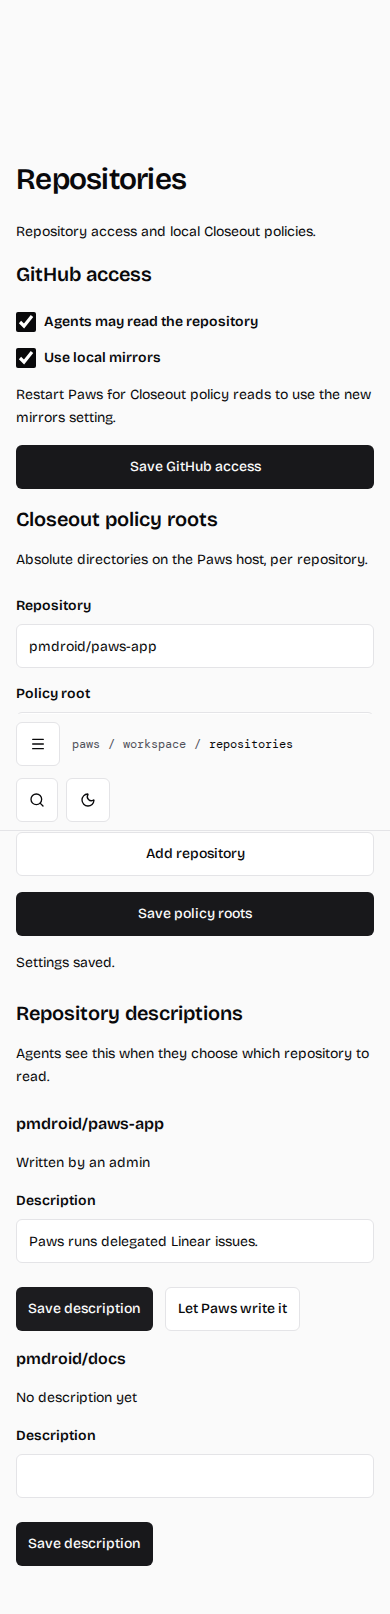 Repositories
Repository access and local Closeout policies.
GitHub access
Agents may read the repository
Use local mirrors
Restart Paws for Closeout policy reads to use the new
mirrors setting.
Save GitHub access
Closeout policy roots
Absolute directories on the Paws host, per repository.
Repository
pmdroid/paws-app
Policy root
paws / workspace / repositories
Add repository
Save policy roots
Settings saved.
Repository descriptions
Agents see this when they choose which repository to
read.
pmdroid/paws-app
Written by an admin
Description
Paws runs delegated Linear issues.
Save description
Let Paws write it
pmdroid/docs
No description yet
Description
Save description